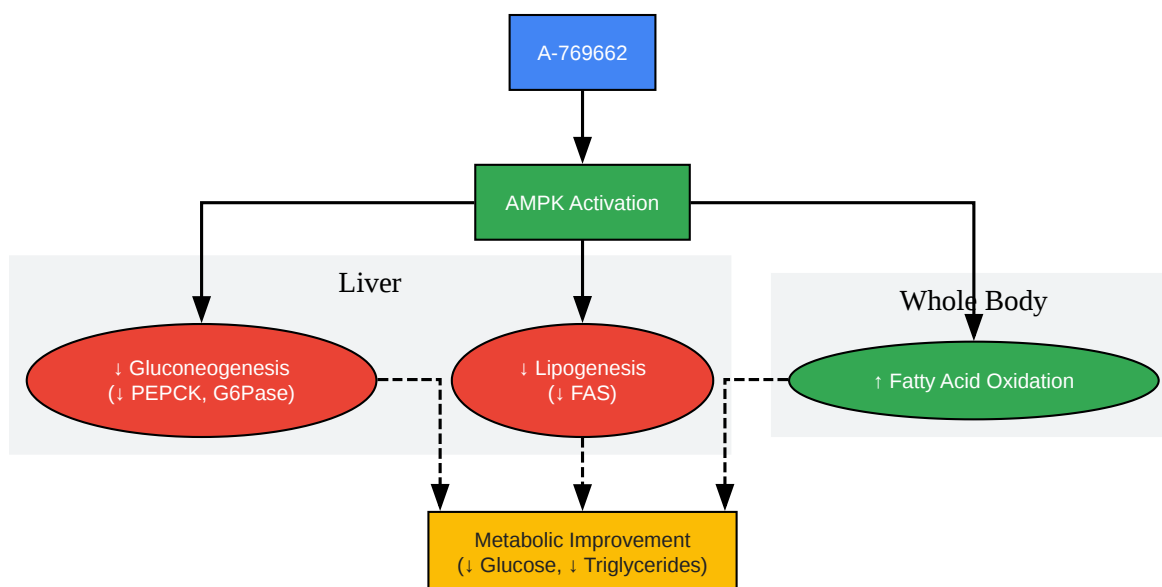 A-769662
AMPK Activation
Liver
Whole Body
↓ Gluconeogenesis
(↓ PEPCK, G6Pase)
↓ Lipogenesis
(↓ FAS)
↑ Fatty Acid Oxidation
Metabolic Improvement
(↓ Glucose, ↓ Triglycerides)